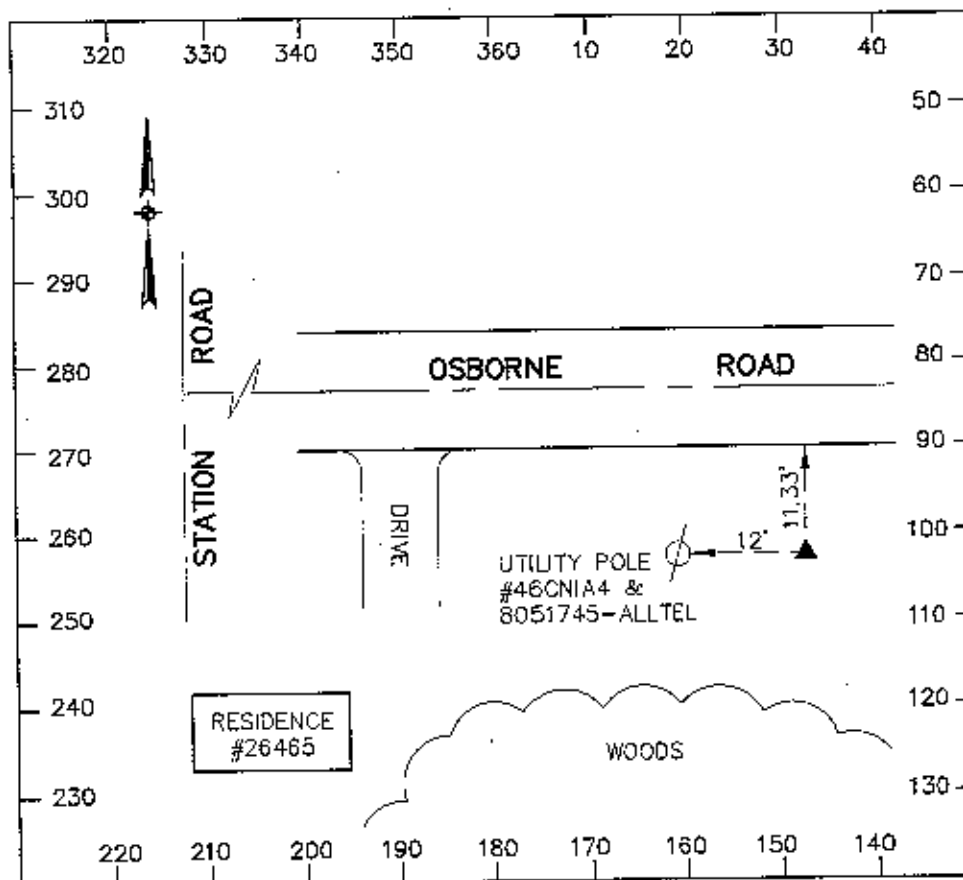 320 330 340 350 360 10 20 30 40
310 50
300 60
290 70
280 80
270 90
260 100
250 110
240 120
230 130
220 210 200 190 180 170 160 150 140
STATION ROAD
OSBORNE ROAD
DRIVE
11.33'
12'
UTILITY POLE
#46CNIA4 &
8051745-ALLTEL
RESIDENCE
#26465
WOODS